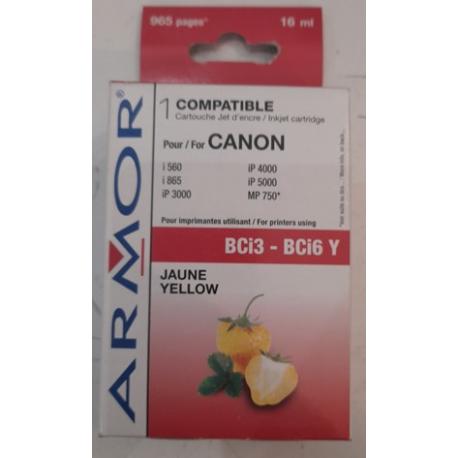 965 pages* 16 ml
ARMOR®
1 COMPATIBLE
Cartouche Jet d'encre / Inkjet cartridge
Pour / For CANON
i 560 iP 4000
i 865 iP 5000
iP 3000 MP 750*
Pour imprimantes utilisant / For printers using
BCi3 - BCi6 Y
JAUNE
YELLOW